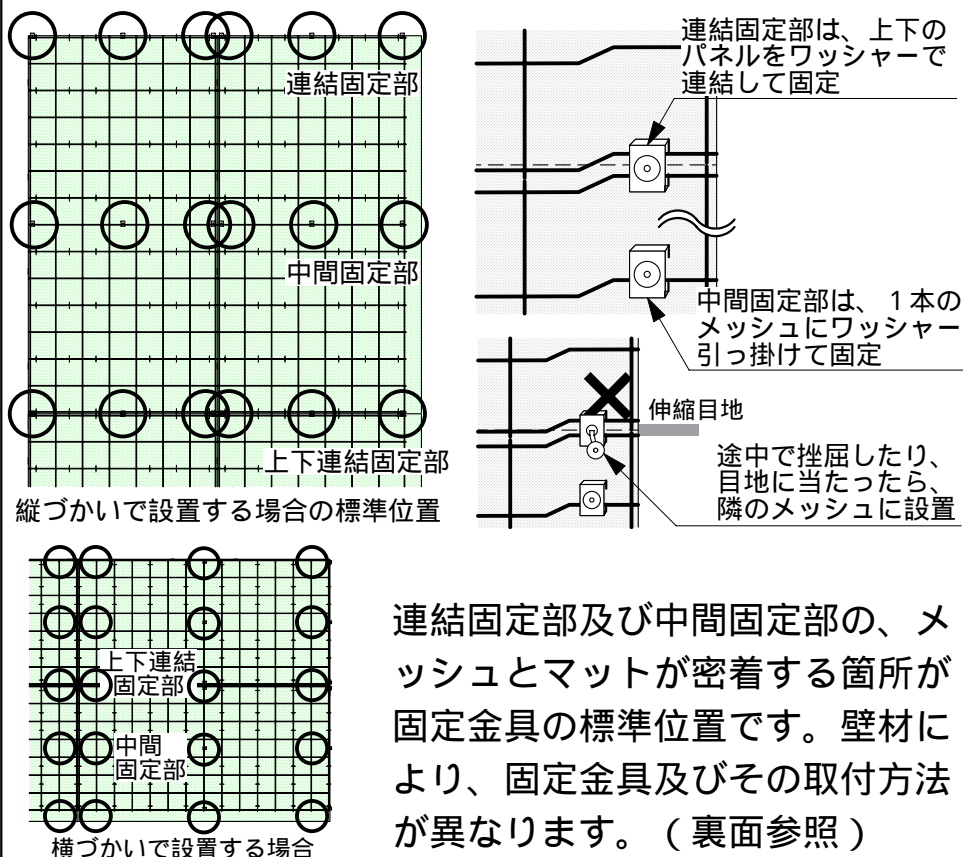 連結固定部
中間固定部
上下連結固定部
縦づかいで設置する場合の標準位置
連結固定部は、上下の
パネルをワッシャーで
連結して固定
中間固定部は、1本の
メッシュにワッシャー
引っ掛けて固定
伸縮目地
途中で挫屈したり、
目地に当たったら、
隣のメッシュに設置
上下連結
固定部
中間
固定部
横づかいで設置する場合
連結固定部及び中間固定部の、メ
ッシュとマットが密着する箇所が
固定金具の標準位置です。壁材に
より、固定金具及びその取付方法
が異なります。（裏面参照）